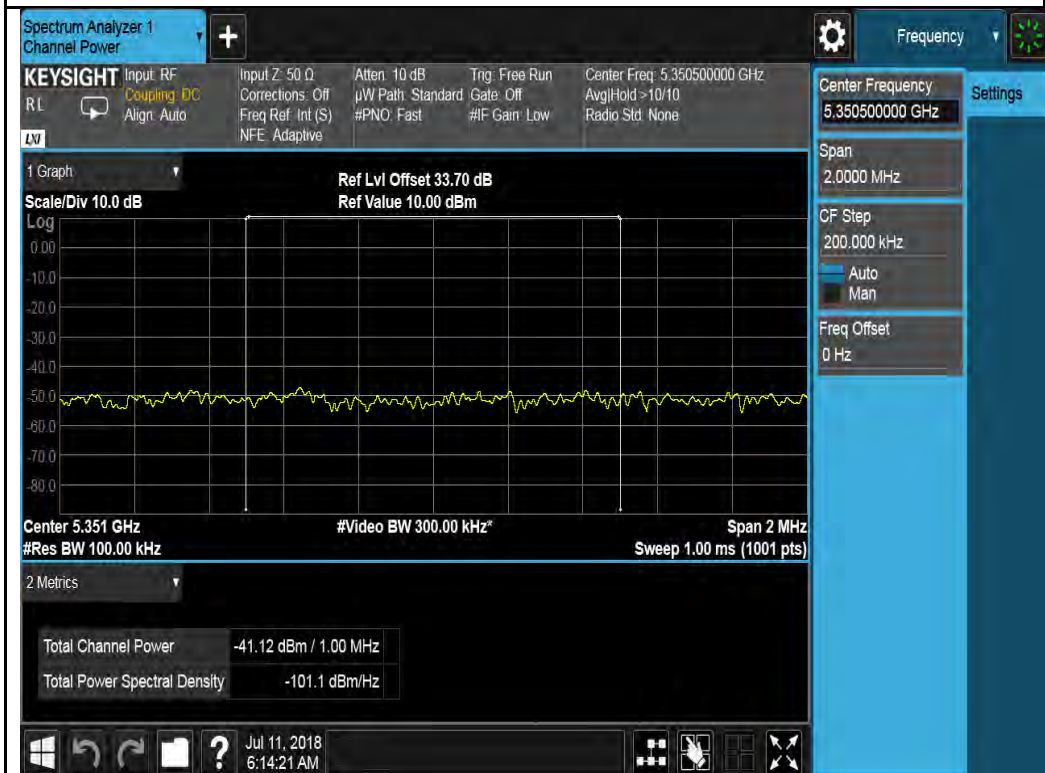 Spectrum Analyzer 1
Channel Power
+
Frequency
KEYSIGHT
RL
LXI
Input: RF
Coupling: DC
Align: Auto
Input Z: 50 Ω
Corrections: Off
Freq Ref: Int (S)
NFE: Adaptive
Atten: 10 dB
µW Path: Standard
#PNO: Fast
Trig: Free Run
Gate: Off
#IF Gain: Low
Center Freq: 5.350500000 GHz
Avg|Hold >10/10
Radio Std: None
Center Frequency
5.350500000 GHz
Settings
Span
2.0000 MHz
CF Step
200.000 kHz
Auto
Man
Freq Offset
0 Hz
1 Graph
Scale/Div 10.0 dB
Ref Lvl Offset 33.70 dB
Ref Value 10.00 dBm
Log
0.00
-10.0
-20.0
-30.0
-40.0
-50.0
-60.0
-70.0
-80.0
Center 5.351 GHz
#Video BW 300.00 kHz*
Span 2 MHz
#Res BW 100.00 kHz
Sweep 1.00 ms (1001 pts)
2 Metrics
Total Channel Power -41.12 dBm / 1.00 MHz
Total Power Spectral Density -101.1 dBm/Hz
?
Jul 11, 2018
6:14:21 AM